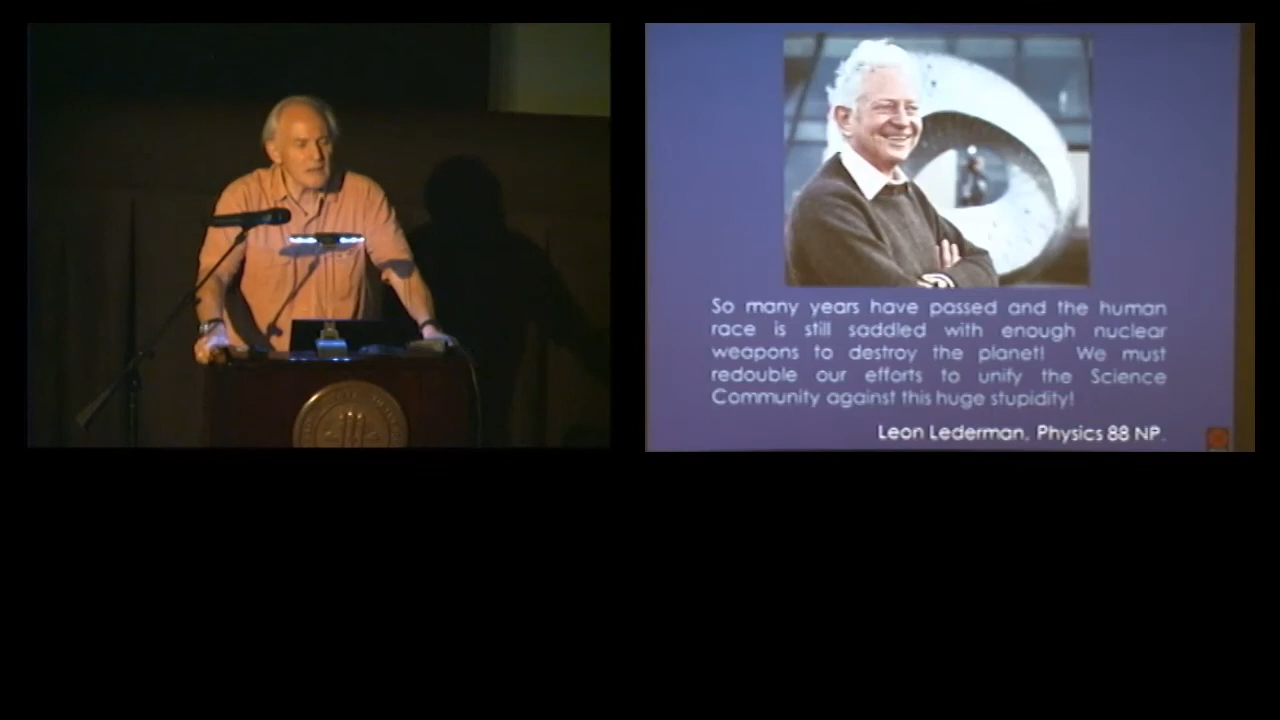 So many years have passed and the human
race is still saddled with enough nuclear
weapons to destroy the planet! We must
redouble our efforts to unify the Science
Community against this huge stupidity!
Leon Lederman, Physics 88 NP.